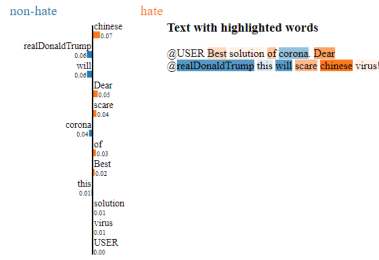 non-hate
hate
chinese
0.07
realDonaldTrump
0.06
will
0.06
Dear
0.05
scare
0.04
corona
0.04
of
0.03
Best
0.02
this
0.01
solution
0.01
virus
0.01
USER
0.00
Text with highlighted words
@USER Best solution of corona. Dear
@realDonaldTrump this will scare chinese virus!